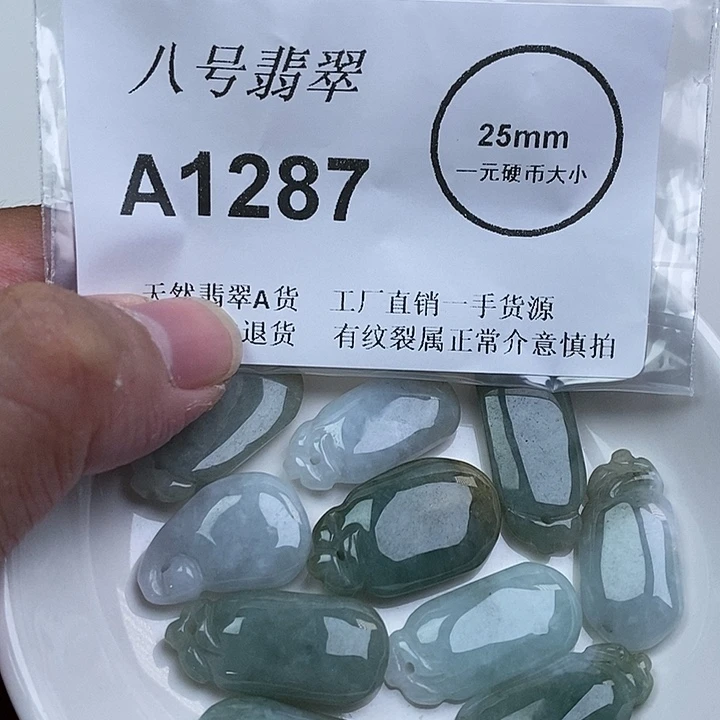 八号翡翠
A1287
25mm
一元硬币大小
天然翡翠A货 工厂直销一手货源
退货 有纹裂属正常介意慎拍